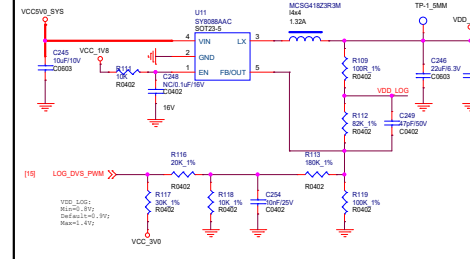 VCC5V0_SYS
U11
SY8088AAC
SOT23-5
MCSG418Z3R3M
I4x4
1.32A
TP-1_5MM
VDD_
C245
10uF/10V
C0603
VCC_1V8
R111
10K
R0402
4
VIN
LX
3
2
GND
1
EN
FB/OUT
5
C248
NC/0.1uF/16V
C0402
16V
R109
100R_1%
R0402
C246
22uF/6.3V
C0603
VDD_LOG
R112
82K_1%
R0402
C249
47pF/50V
C0402
[15]
LOG_DVS_PWM
R116
20K_1%
R0402
R113
180K_1%
R0402
R117
30K_1%
R0402
R118
10K_1%
R0402
C254
10nF/25V
C0402
R119
100K_1%
R0402
VDD_LOG:
Min=0.8V;
Default=0.9V;
Max=1.4V;
VCC_3V0